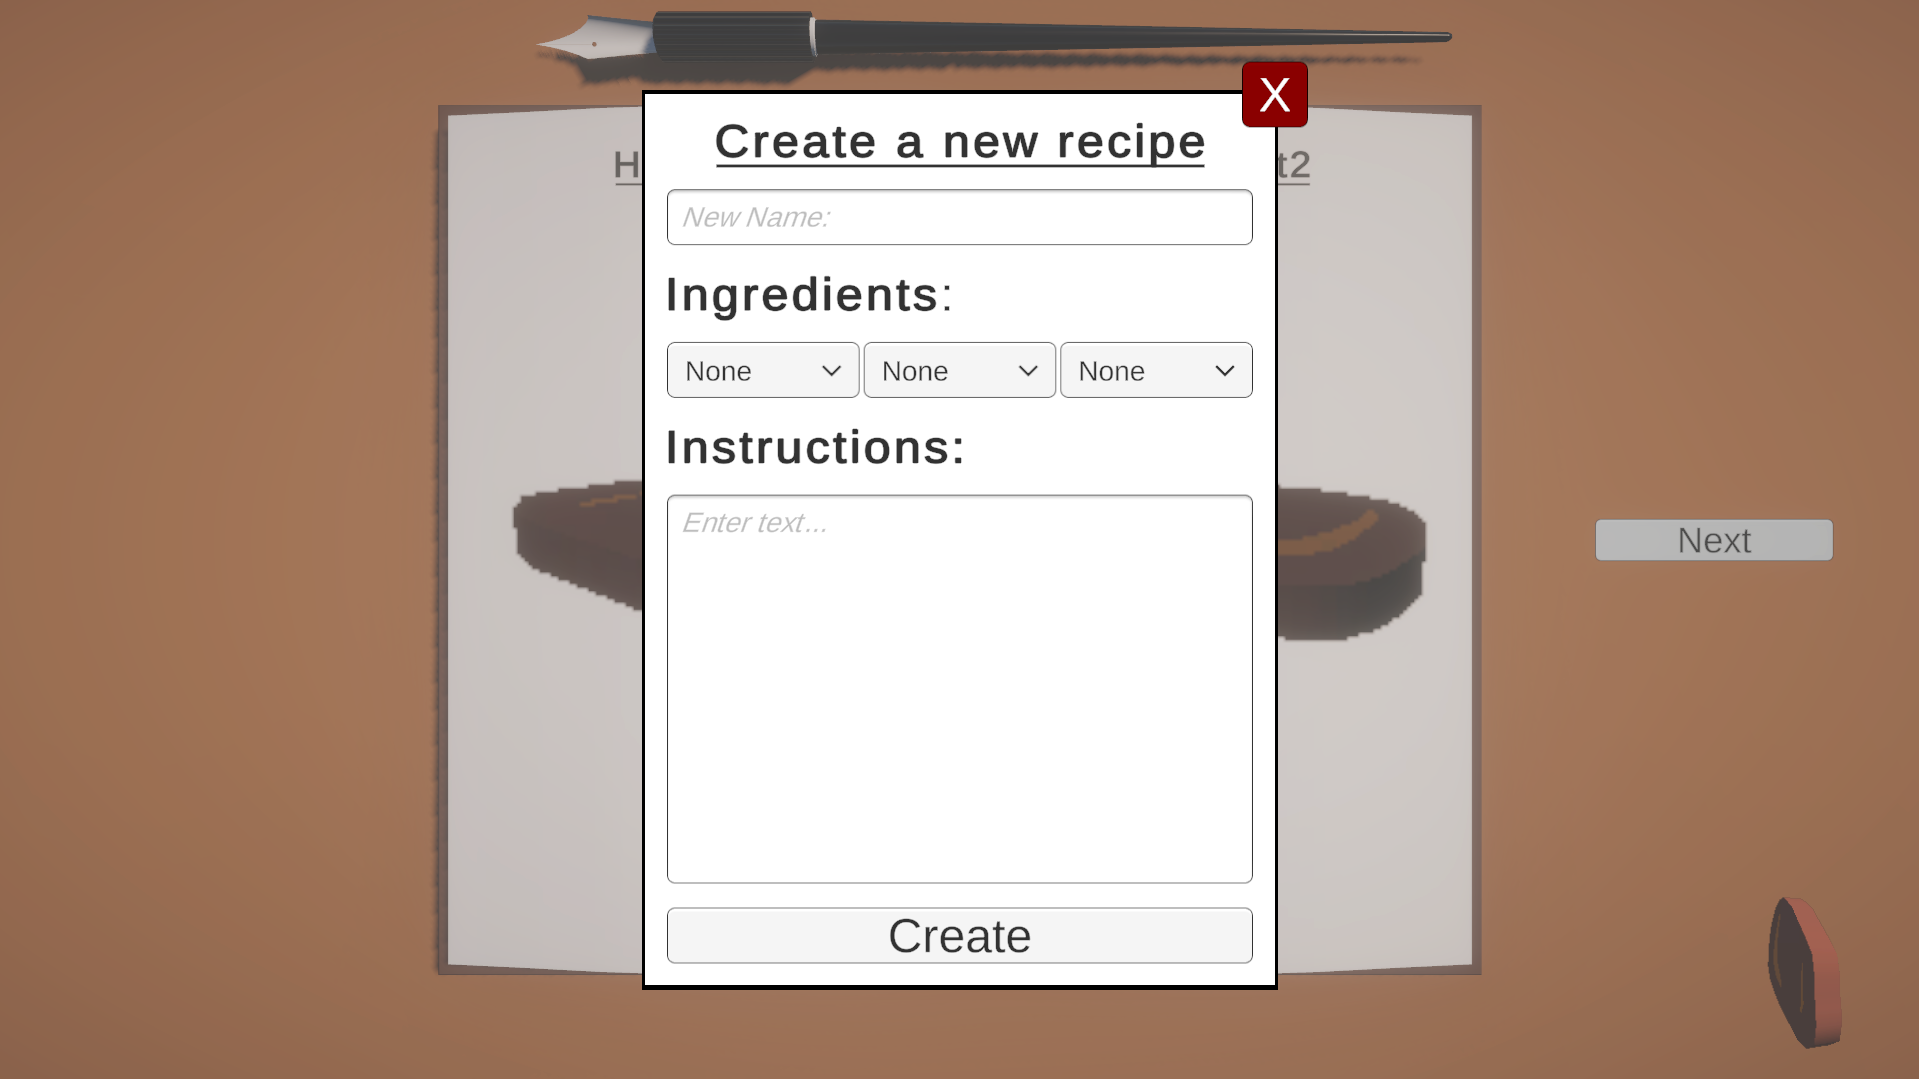 X
Create a new recipe
H
t2
New Name:
Ingredients:
None None None
Instructions:
Enter text...
Next
Create